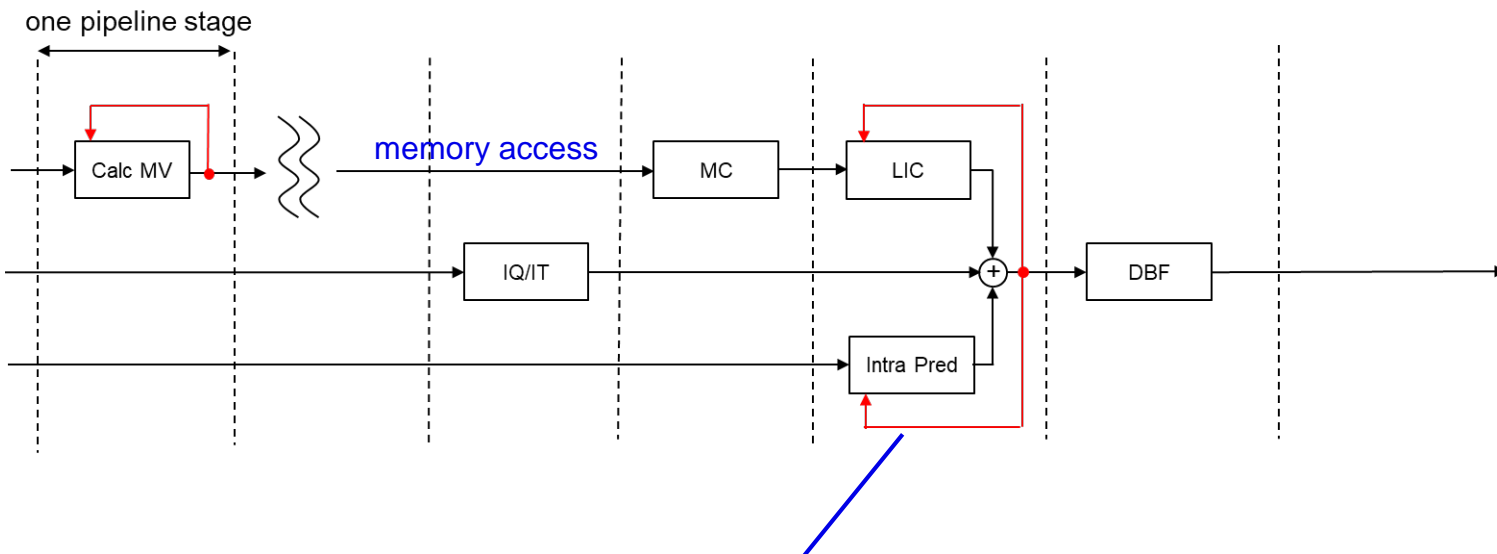 one pipeline stage
Calc MV
memory access
MC
LIC
IQ/IT
+
DBF
Intra Pred